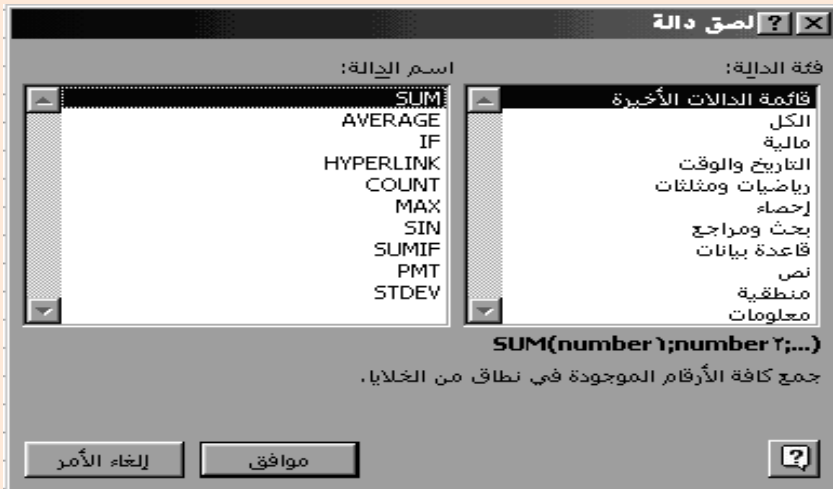 لصق دالة
فئة الدالة:
قائمة الدالات الأخيرة
الكل
مالية
التاريخ والوقت
رياضيات ومثلثات
إحصاء
بحث ومراجع
قاعدة بيانات
نص
منطقية
معلومات
اسم الدالة:
SUM
AVERAGE
IF
HYPERLINK
COUNT
MAX
SIN
SUMIF
PMT
STDEV
SUM(number١;number٢;...)
جمع كافة الأرقام الموجودة في نطاق من الخلايا.
موافق
إلغاء الأمر